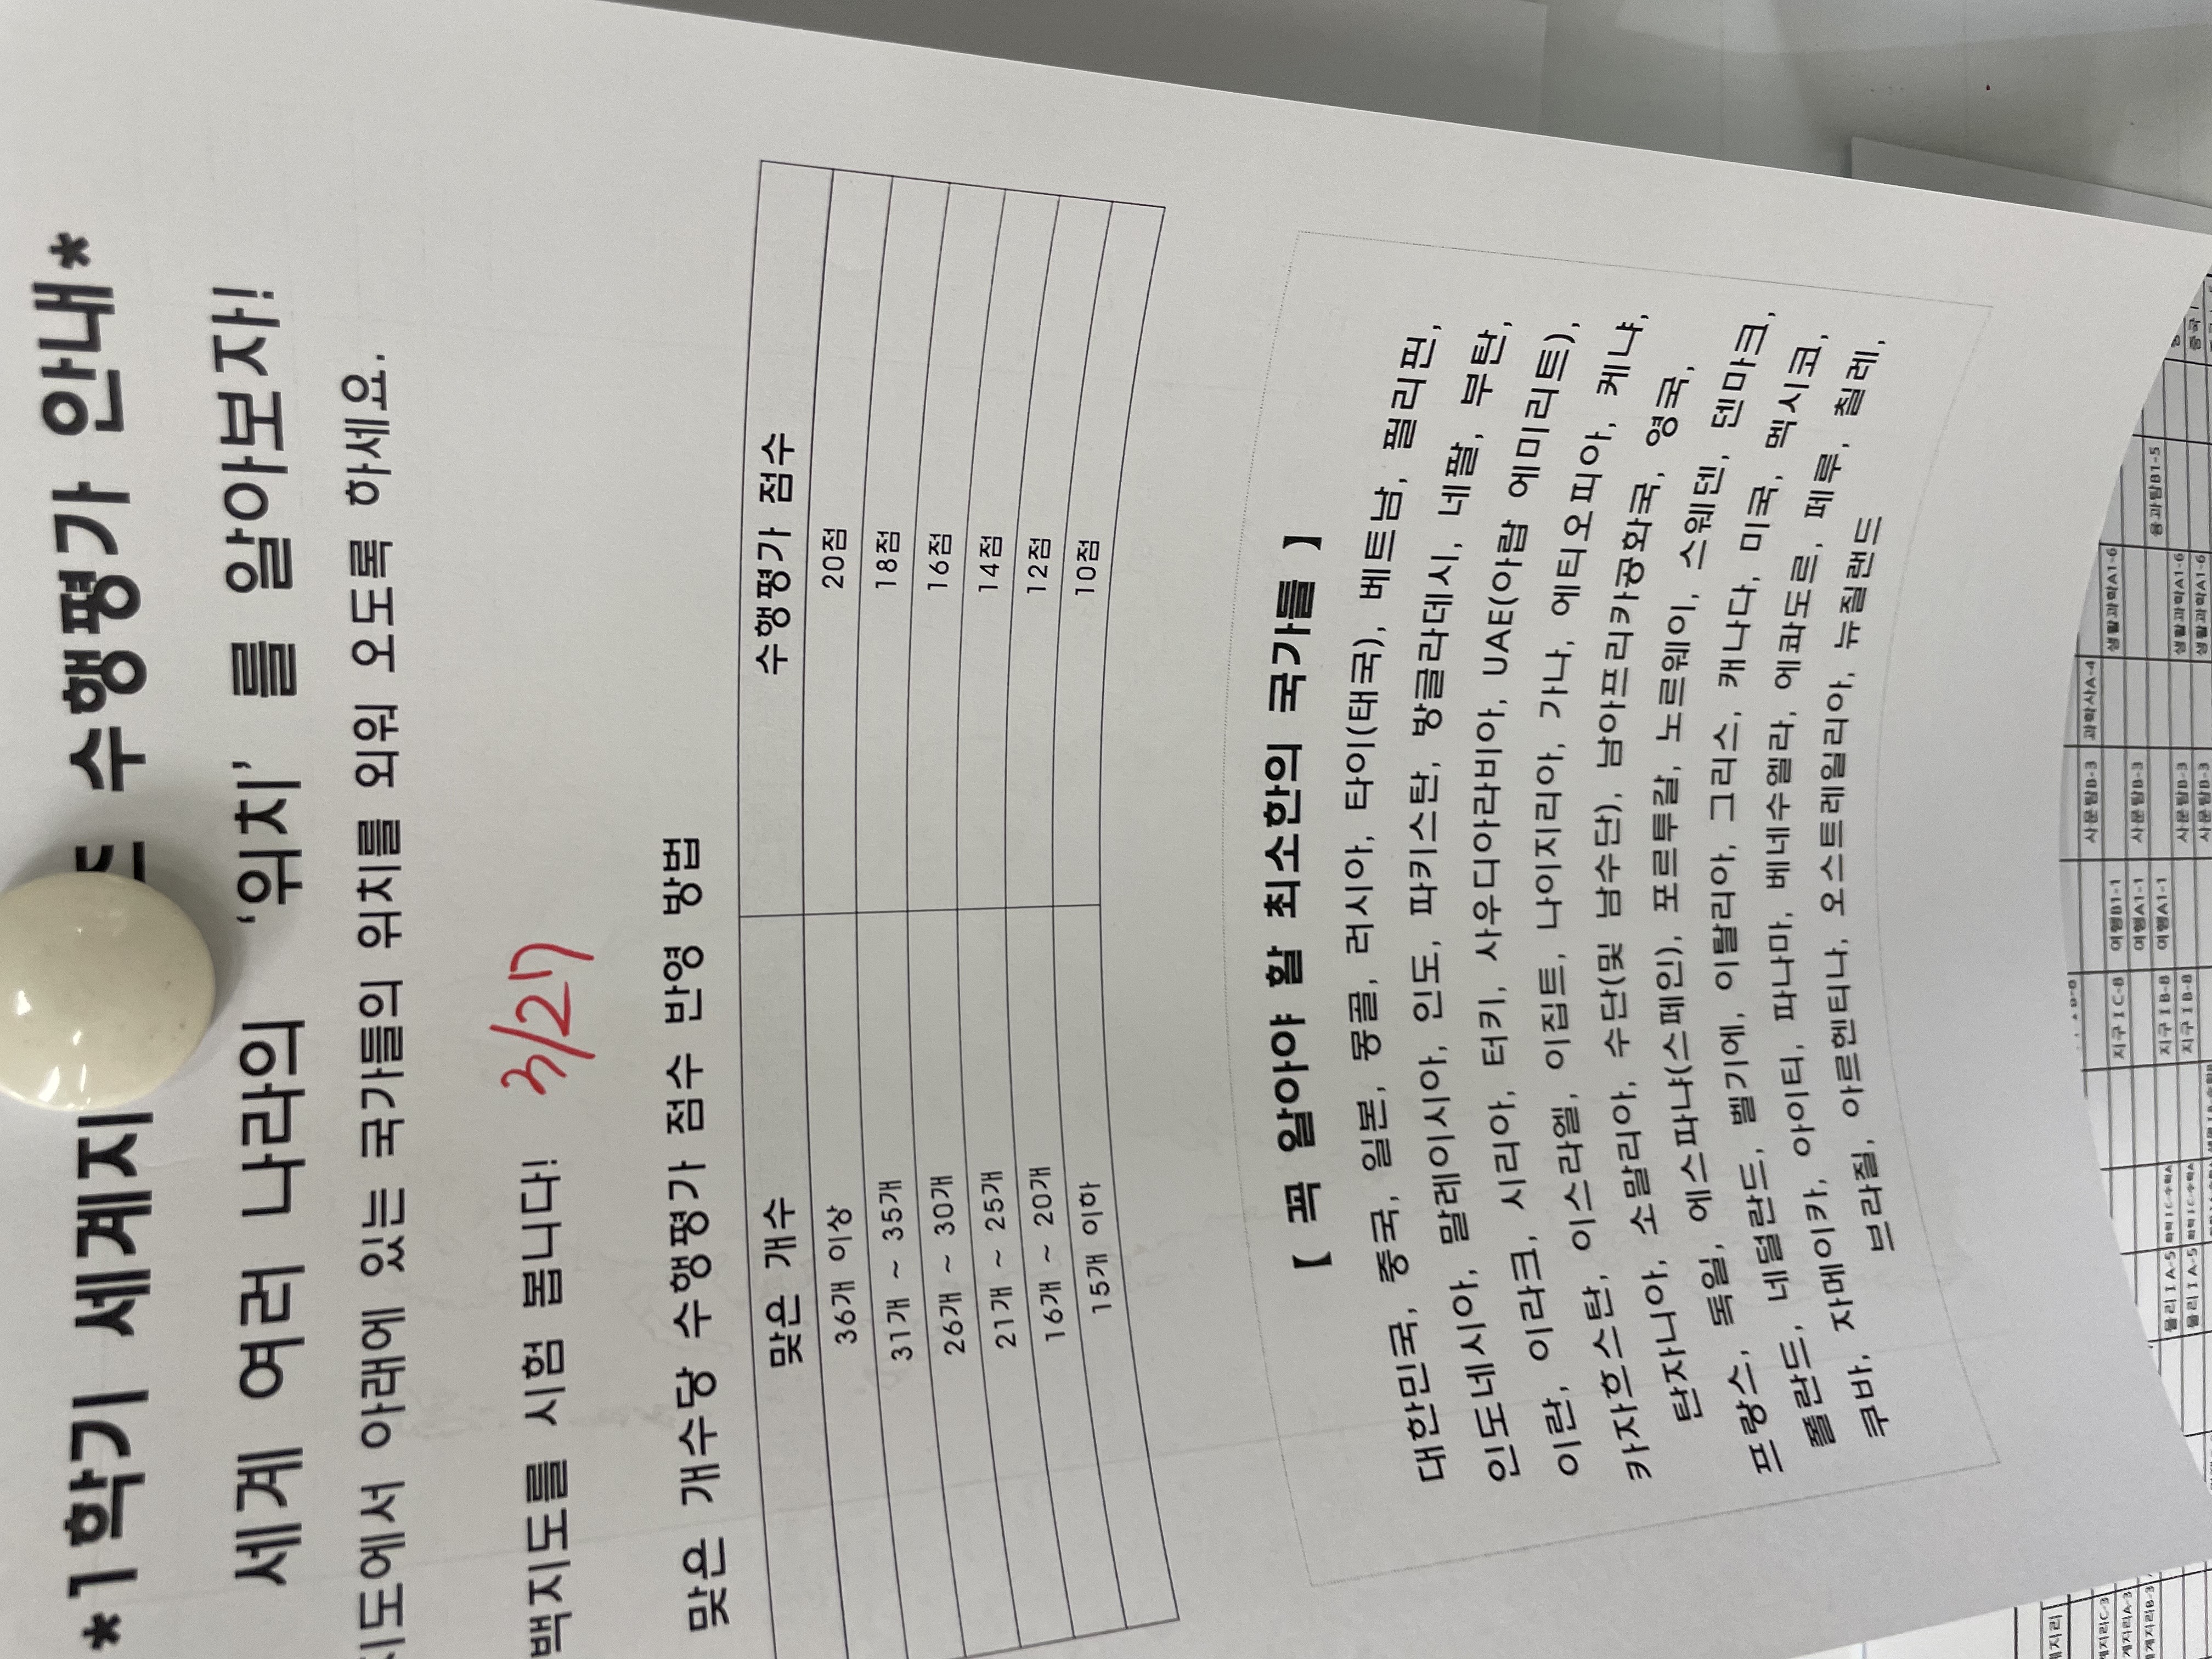 *1학기 세계지 수행평가 안내*
세계 여러 나라의 '위치' 를 알아보자!
지도에서 아래에 있는 국가들의 위치를 외워 오도록 하세요.
백지도를 시험 봅니다! 3/27
맞은 개수당 수행평가 점수 반영 방법
맞은 개수 수행평가 점수
36개 이상 20점
31개 ~ 35개 18점
26개 ~ 30개 16점
21개 ~ 25개 14점
16개 ~ 20개 12점
15개 이하 10점
【 꼭 알아야 할 최소한의 국가들 】
대한민국, 중국, 일본, 몽골, 러시아, 타이(태국), 베트남, 필리핀,
인도네시아, 말레이시아, 인도, 파키스탄, 방글라데시, 네팔, 부탄,
이란, 이라크, 시리아, 터키, 사우디아라비아, UAE(아랍 에미리트),
카자흐스탄, 이스라엘, 이집트, 나이지리아, 가나, 에티오피아, 케냐,
탄자니아, 소말리아, 수단(및 남수단), 남아프리카공화국, 영국,
프랑스, 독일, 에스파냐(스페인), 포르투갈, 노르웨이, 스웨덴, 덴마크,
폴란드, 네덜란드, 벨기에, 이탈리아, 그리스, 캐나다, 미국, 멕시코,
쿠바, 자메이카, 아이티, 파나마, 베네수엘라, 에콰도르, 페루, 칠레,
브라질, 아르헨티나, 오스트레일리아, 뉴질랜드
계지리
사문탐B-3 과학사A-4
계지리C-3 지구ⅠC-8 여행B1-1 생활과학A1-6
계지리A-3 여행A1-1 사문탐B-3
세계지리B-3 물리ⅠA-5 화학ⅠC-수학A 지구ⅠB-8 여행A1-1 융과탐B1-5
물리ⅠA-5 화학ⅠC-수학A 지구ⅠB-8 사문탐B-3 생활과학A1-6
사문탐B-3 생활과학A1-6